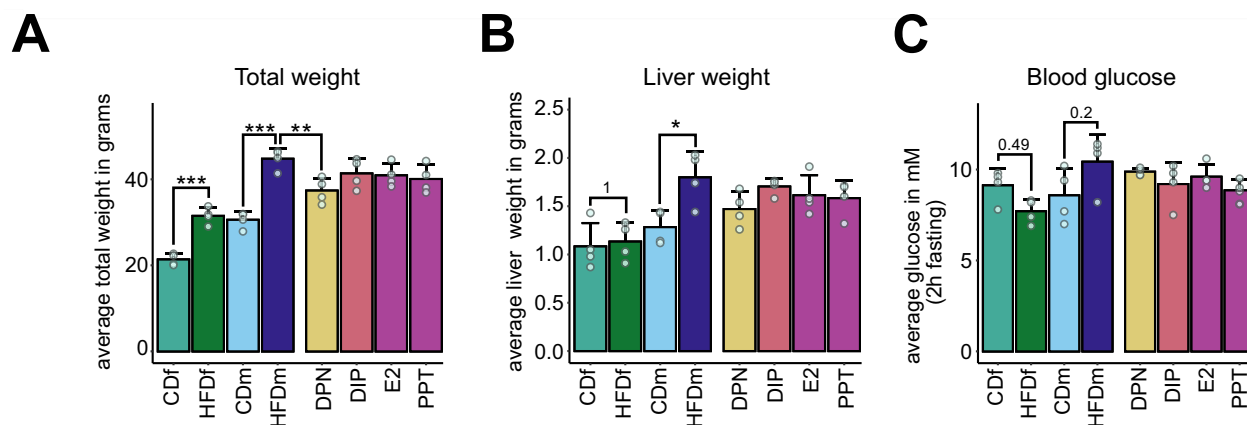 A
Total weight
average total weight in grams
40
20
0
***
***
**
CDf
HFDf
CDm
HFDm
DPN
DIP
E2
PPT
B
Liver weight
average liver weight in grams
2.5
2.0
1.5
1.0
0.5
0.0
1
*
CDf
HFDf
CDm
HFDm
DPN
DIP
E2
PPT
C
Blood glucose
average glucose in mM
(2h fasting)
10
5
0
0.49
0.2
CDf
HFDf
CDm
HFDm
DPN
DIP
E2
PPT